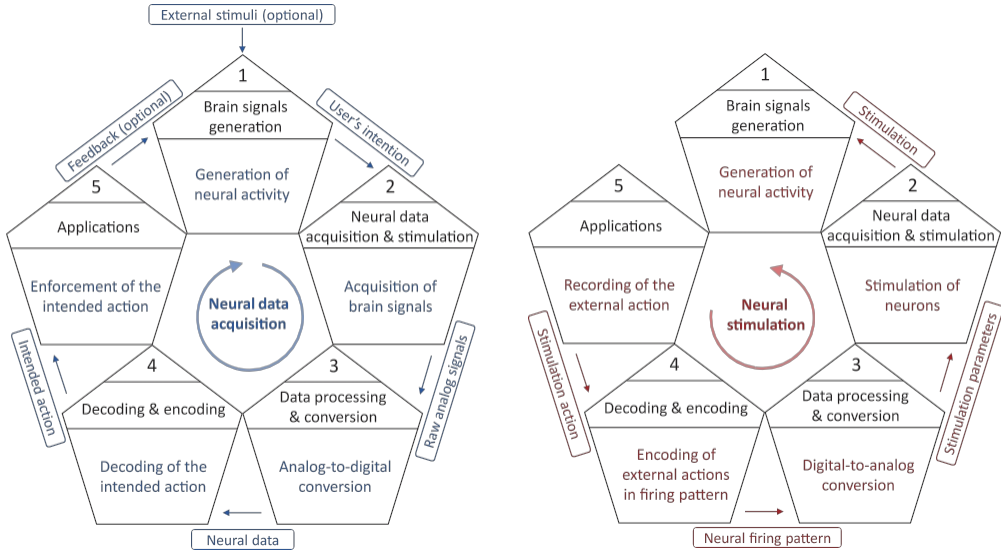 External stimuli (optional)
1
Brain signals
generation
Generation of
neural activity
User's intention
2
Neural data
acquisition & stimulation
Acquisition of
brain signals
Raw analog signals
3
Data processing
& conversion
Analog-to-digital
conversion
Neural data
4
Decoding & encoding
Decoding of the
intended action
Intended action
5
Applications
Enforcement of the
intended action
Feedback (optional)
Neural data
acquisition
1
Brain signals
generation
Generation of
neural activity
Stimulation
2
Neural data
acquisition & stimulation
Stimulation of
neurons
Stimulation parameters
3
Data processing
& conversion
Digital-to-analog
conversion
Neural firing pattern
4
Decoding & encoding
Encoding of
external actions
in firing pattern
Stimulation action
5
Applications
Recording of the
external action
Neural
stimulation